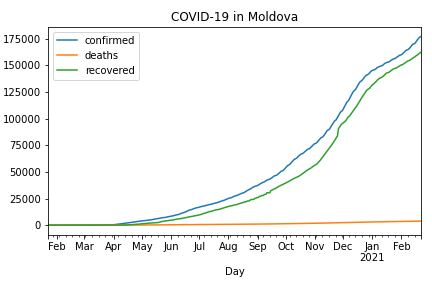 COVID-19 in Moldova
confirmed
deaths
recovered
175000
150000
125000
100000
75000
50000
25000
0
Feb Mar Apr May Jun Jul Aug Sep Oct Nov Dec Jan Feb
2021
Day